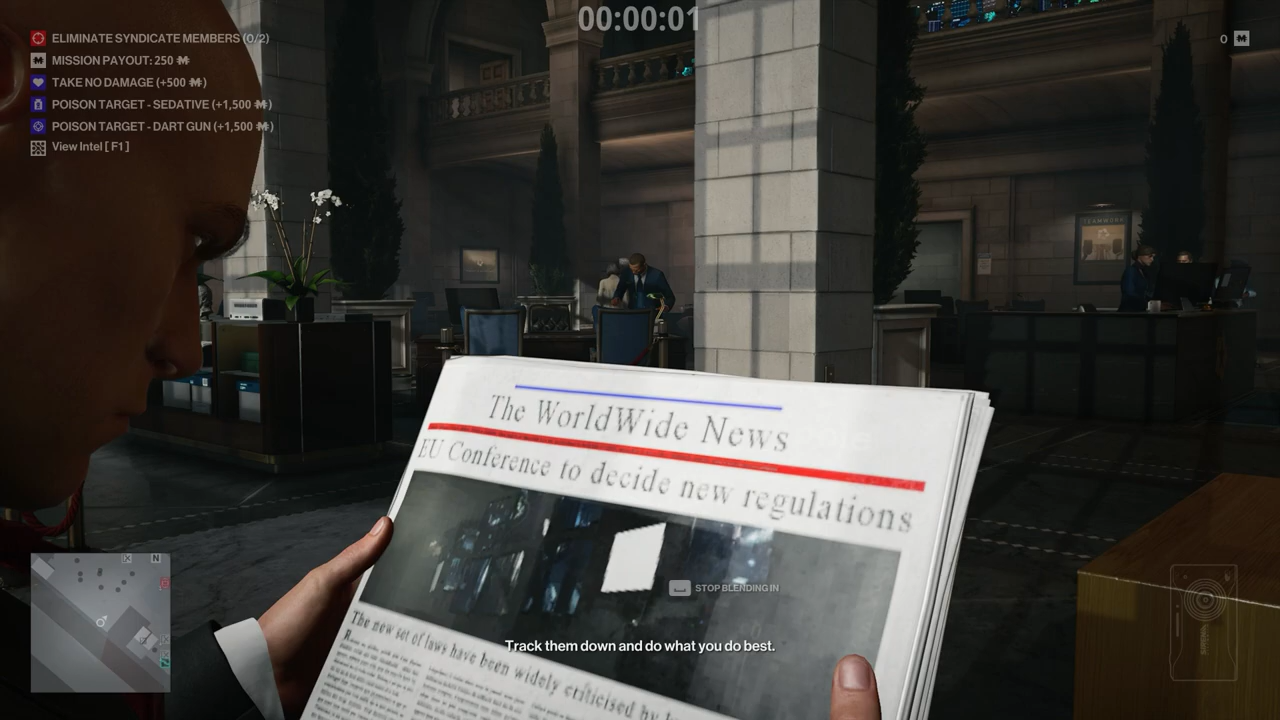 00:00:01
ELIMINATE SYNDICATE MEMBERS (0/2)
MISSION PAYOUT: 250
TAKE NO DAMAGE (+500)
POISON TARGET - SEDATIVE (+1,500)
POISON TARGET - DART GUN (+1,500)
View Intel [ F1 ]
0
TEAMWORK
The WorldWide News
EU Conference to decide new regulations
STOP BLENDING IN
The new set of laws have been widely criticised by
Track them down and do what you do best.
N